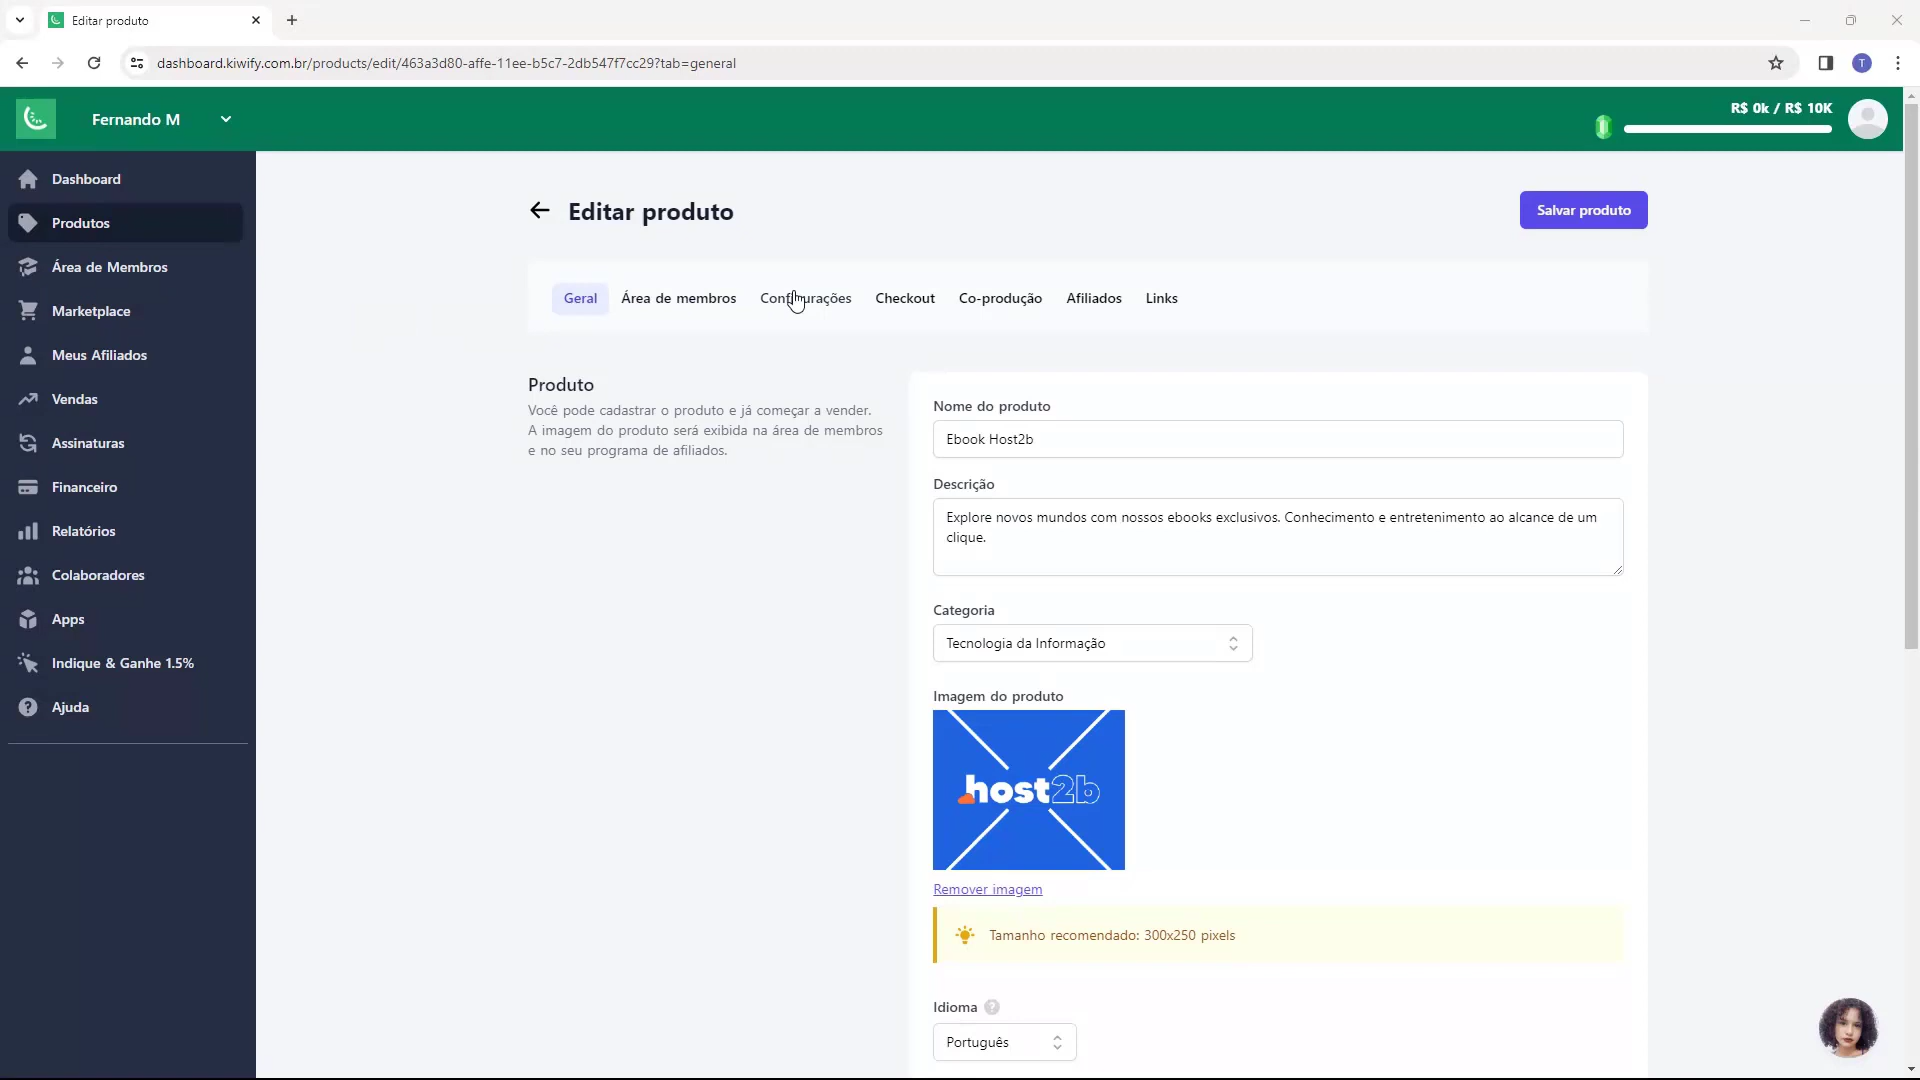 Editar produto
dashboard.kiwify.com.br/products/edit/463a3d80-affe-11ee-b5c7-2db547f7cc29?tab=general
T
Fernando M
R$ 0k / R$ 10K
Dashboard
Produtos
Área de Membros
Marketplace
Meus Afiliados
Vendas
Assinaturas
Financeiro
Relatórios
Colaboradores
Apps
Indique & Ganhe 1.5%
Ajuda
Editar produto
Salvar produto
Geral Área de membros Configurações Checkout Co-produção Afiliados Links
Produto
Você pode cadastrar o produto e já começar a vender.
A imagem do produto será exibida na área de membros
e no seu programa de afiliados.
Nome do produto
Ebook Host2b
Descrição
Explore novos mundos com nossos ebooks exclusivos. Conhecimento e entretenimento ao alcance de um
clique.
Categoria
Tecnologia da Informação
Imagem do produto
host2b
Remover imagem
Tamanho recomendado: 300x250 pixels
Idioma ?
Português